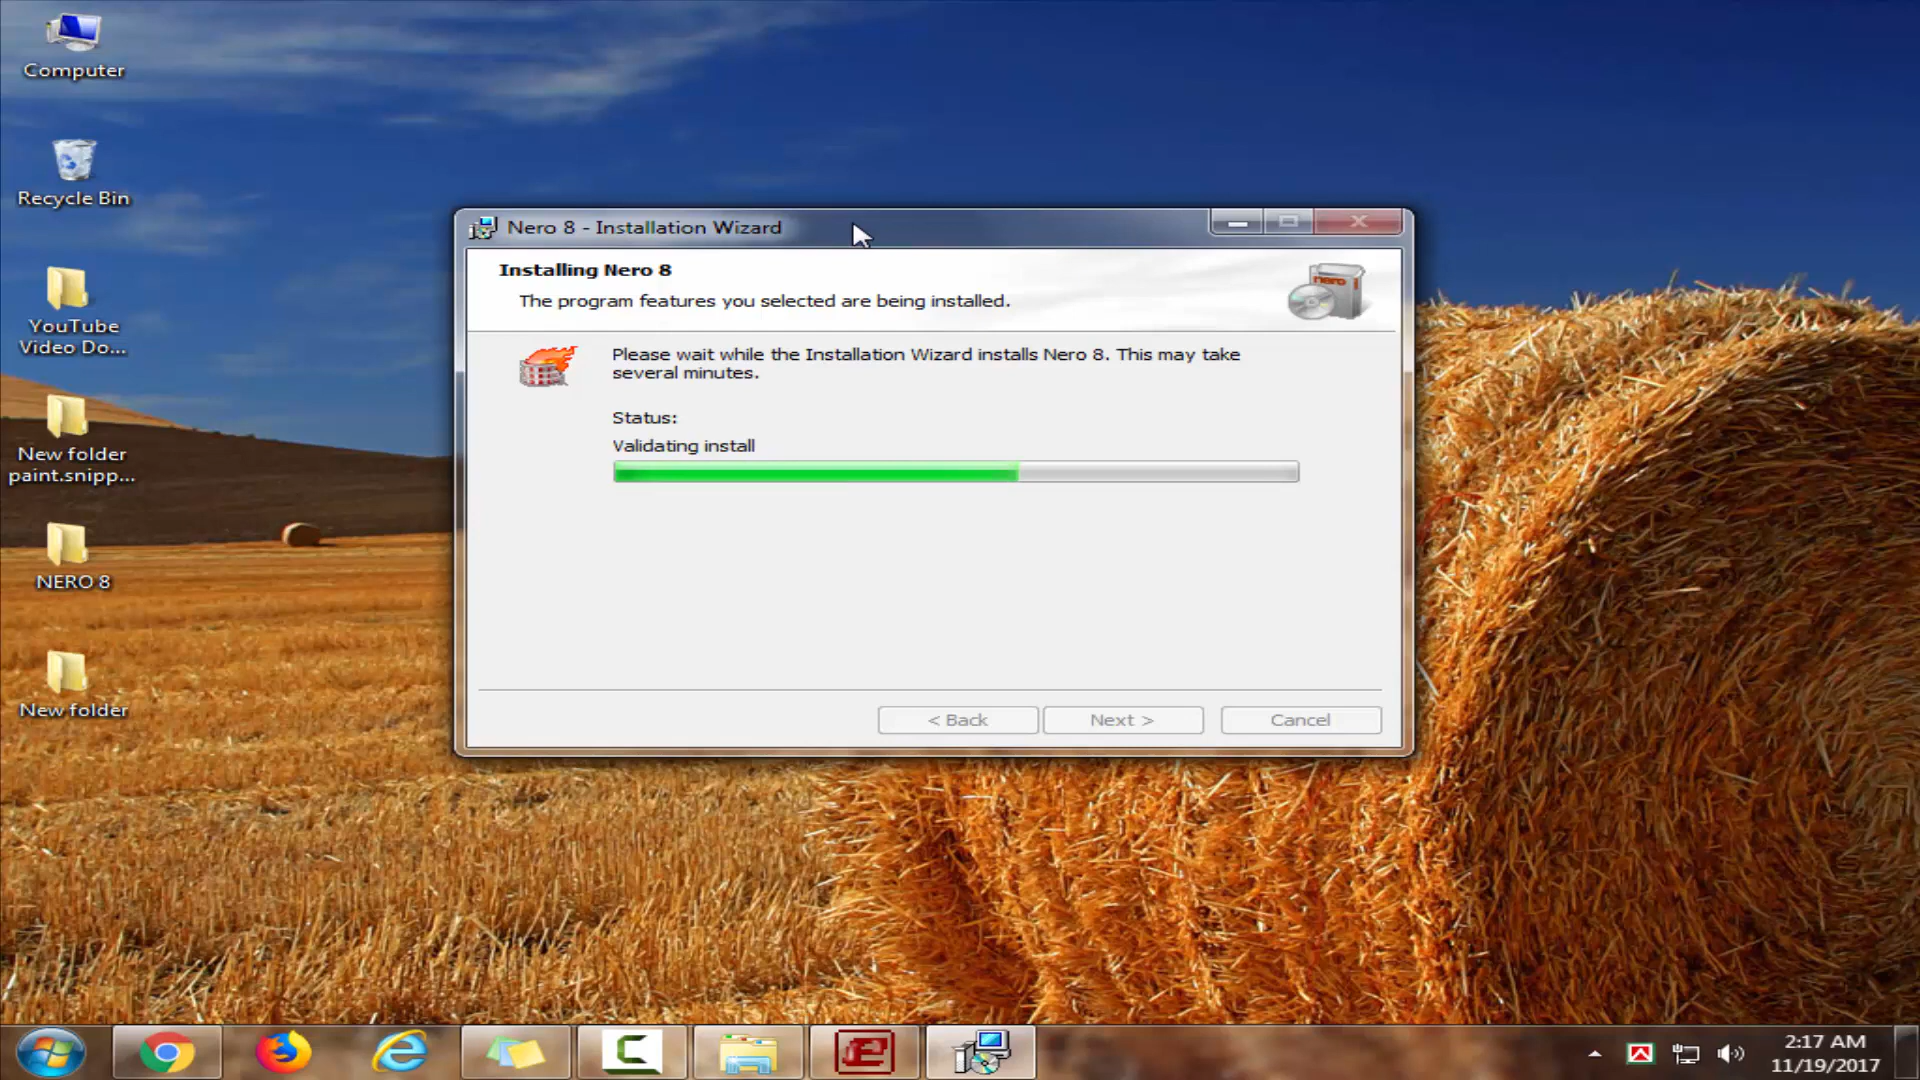 Computer
Recycle Bin
YouTube
Video Do...
New folder
paint.snipp...
NERO 8
New folder
Nero 8 - Installation Wizard
Installing Nero 8
The program features you selected are being installed.
nero
Please wait while the Installation Wizard installs Nero 8. This may take
several minutes.
Status:
Validating install
< Back
Next >
Cancel
2:17 AM
11/19/2017